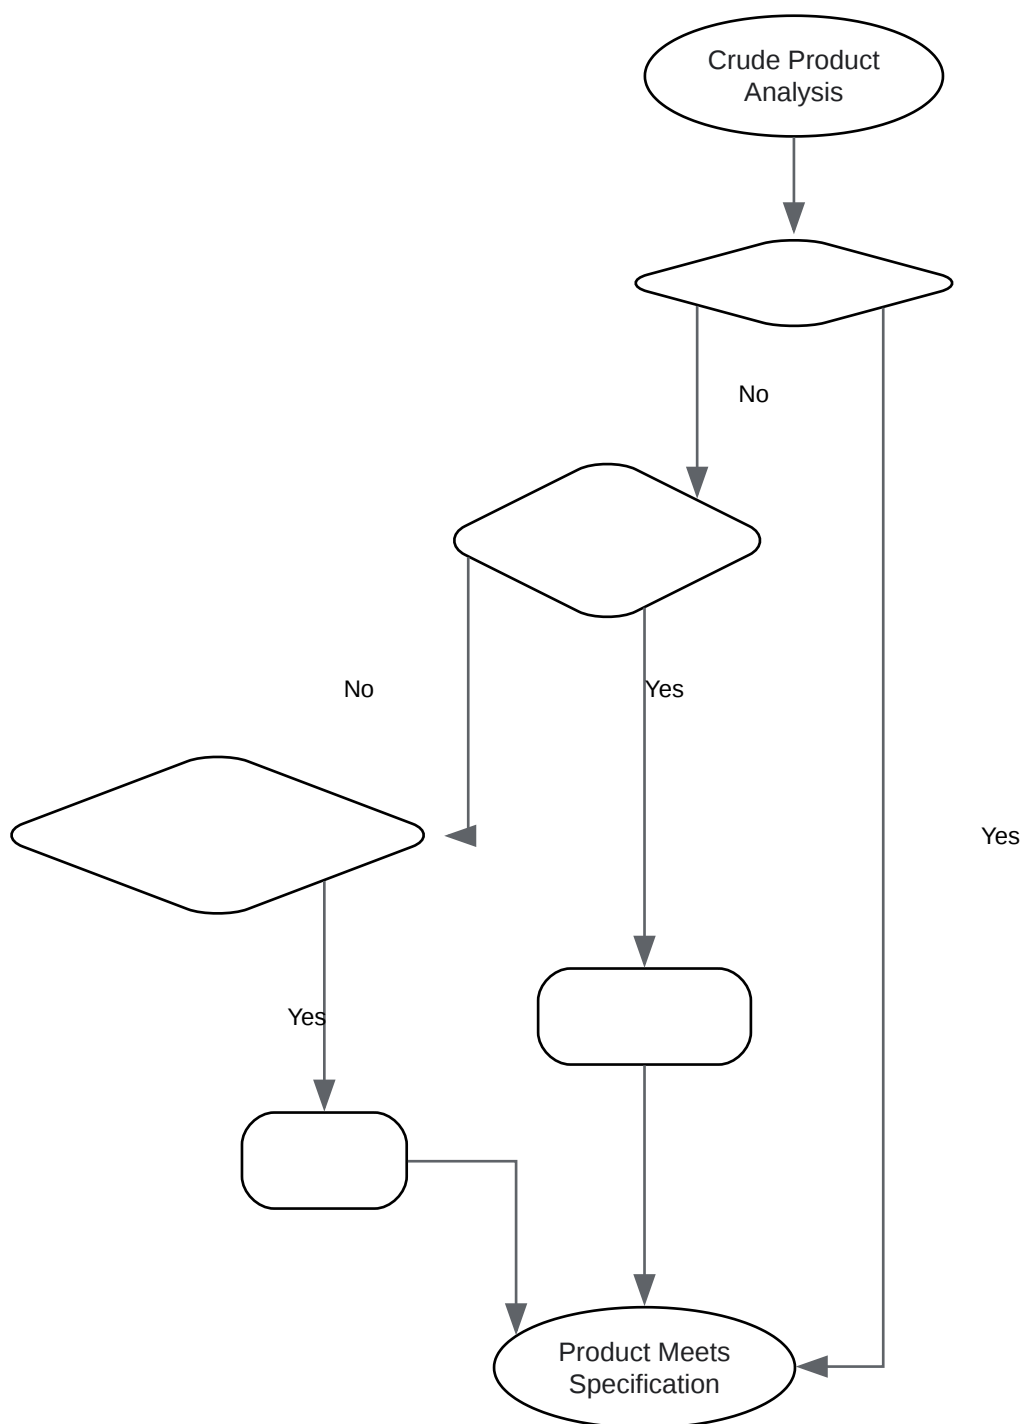 Crude Product
Analysis
No
No
Yes
Yes
Yes
Product Meets
Specification